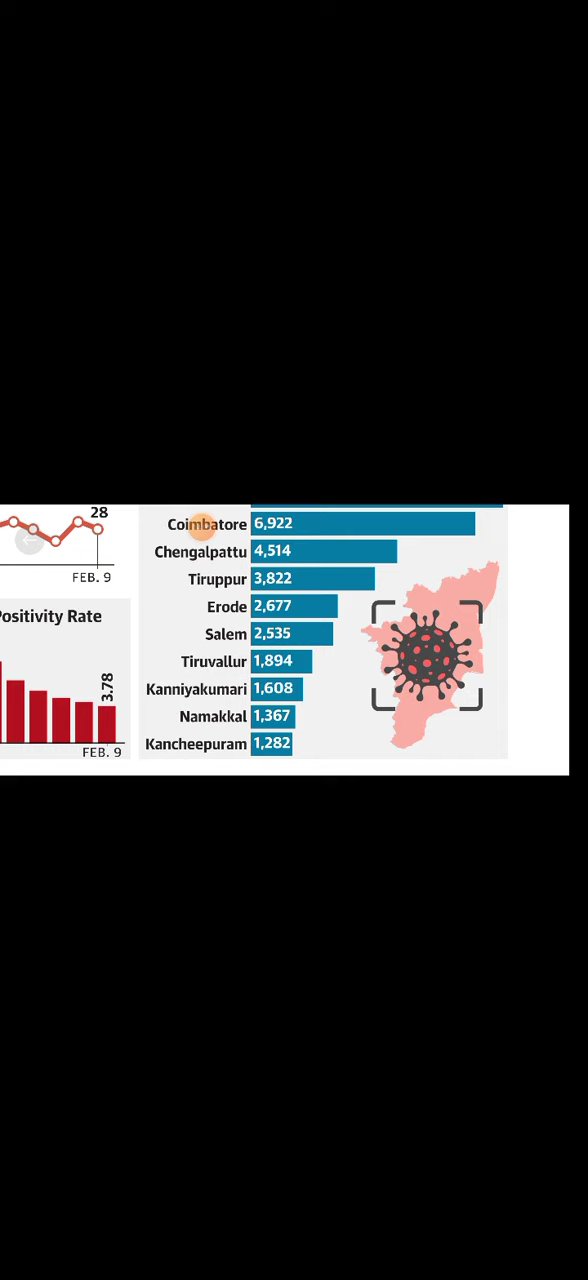 28
FEB. 9
Positivity Rate
3.78
FEB. 9
Coimbatore 6,922
Chengalpattu 4,514
Tiruppur 3,822
Erode 2,677
Salem 2,535
Tiruvallur 1,894
Kanniyakumari 1,608
Namakkal 1,367
Kancheepuram 1,282